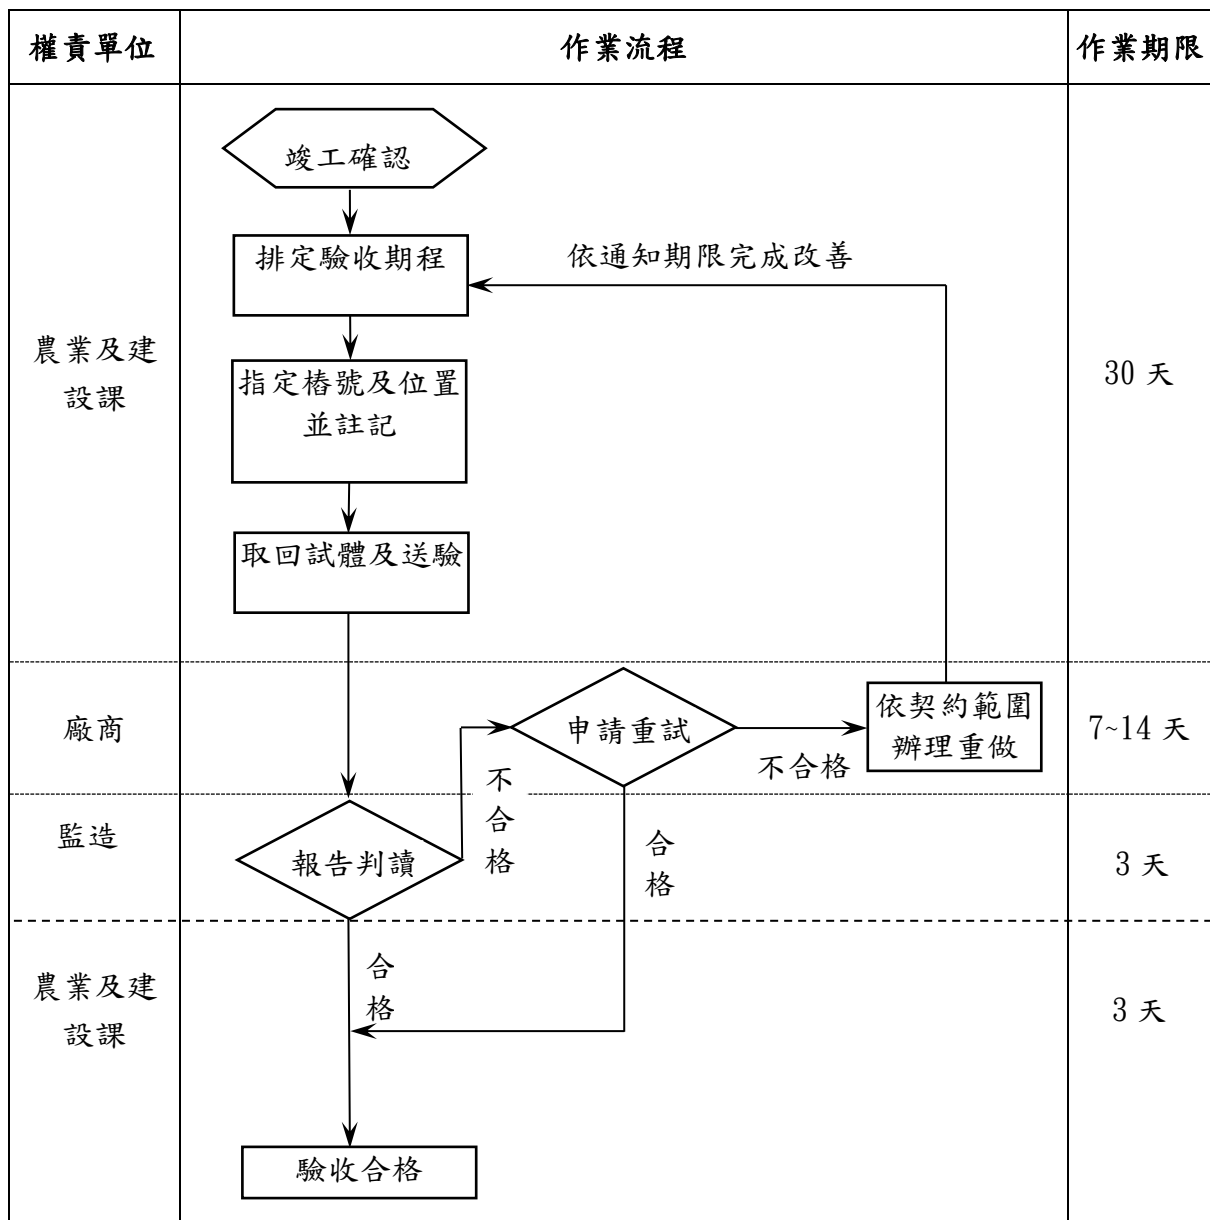 權責單位
作業流程
作業期限
竣工確認
排定驗收期程
依通知期限完成改善
農業及建
設課
指定樁號及位置
並註記
30 天
取回試體及送驗
廠商
申請重試
不合格
依契約範圍
辦理重做
7~14 天
監造
報告判讀
不
合
格
合
格
3 天
農業及建
設課
合
格
3 天
驗收合格